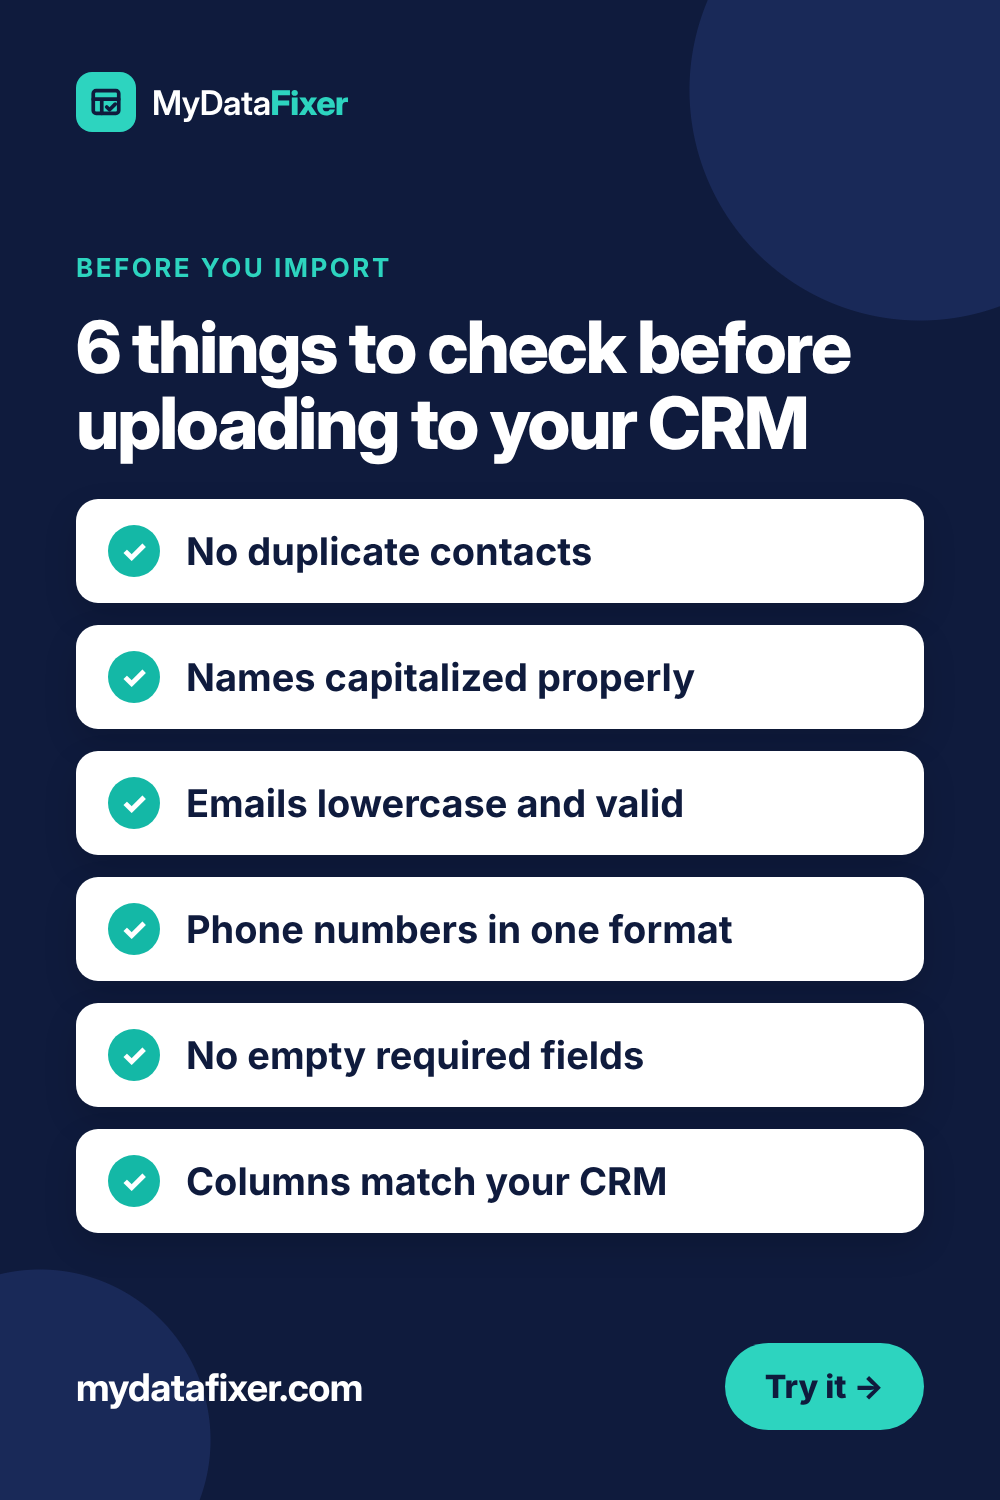 MyDataFixer
BEFORE YOU IMPORT
6 things to check before
uploading to your CRM
No duplicate contacts
Names capitalized properly
Emails lowercase and valid
Phone numbers in one format
No empty required fields
Columns match your CRM
mydatafixer.com
Try it →